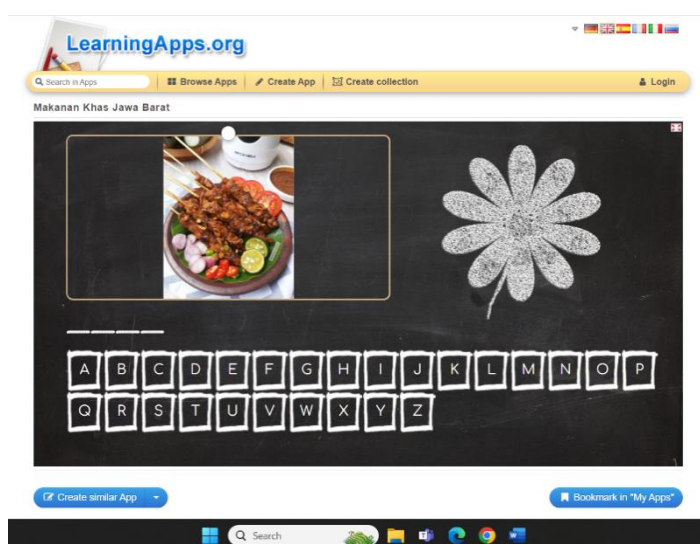 LearningApps.org
Search in Apps
Browse Apps
Create App
Create collection
Login
Makanan Khas Jawa Barat
A B C D E F G H I J K L M N O P
Q R S T U V W X Y Z
Create similar App
Bookmark in "My Apps"
Search